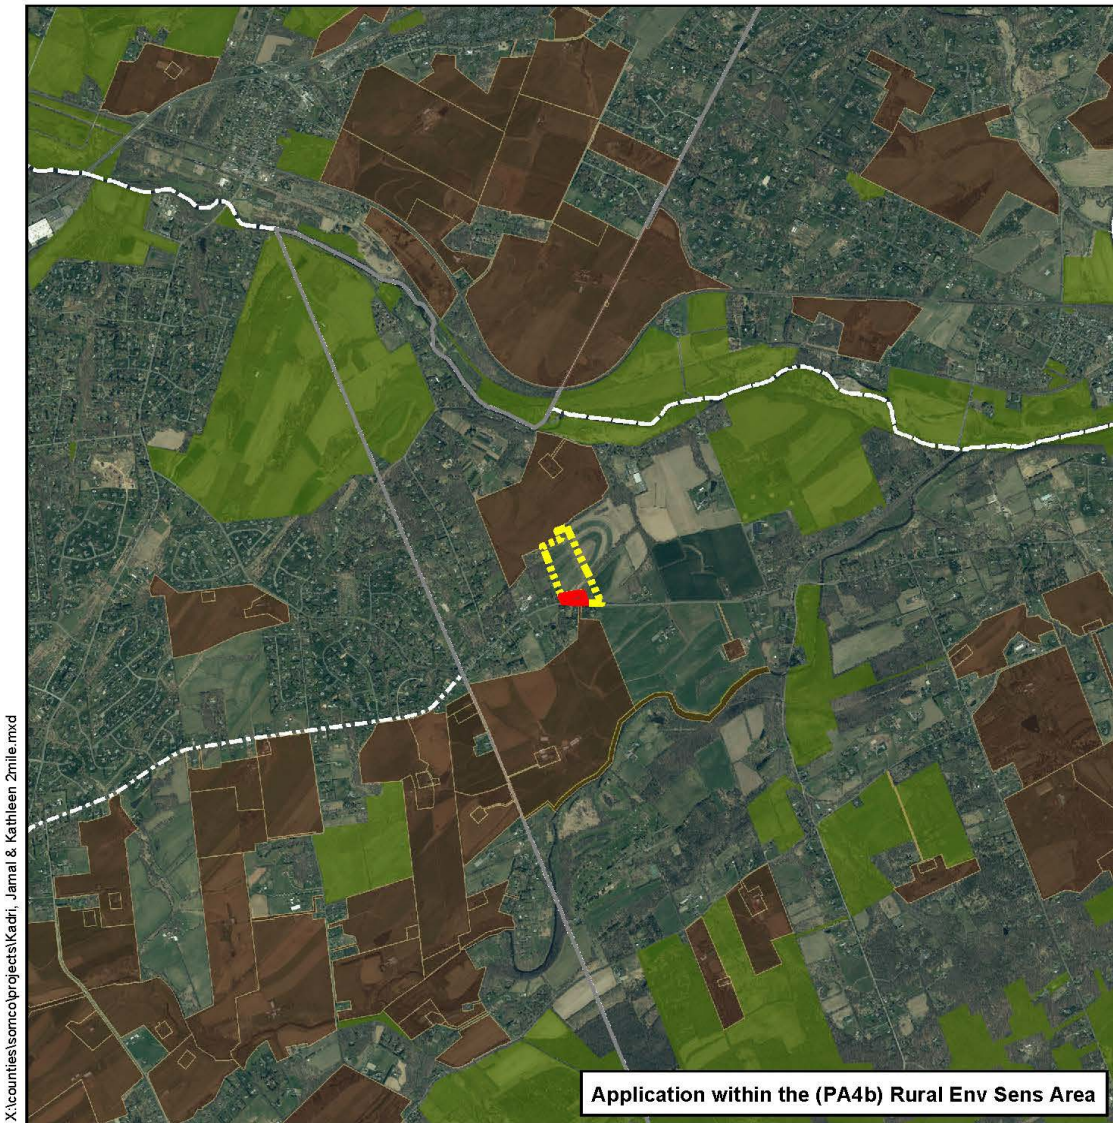 X:\counties\somco\projects\Kadri, Jamal & Kathleen 2mile.mxd
Application within the (PA4b) Rural Env Sens Area